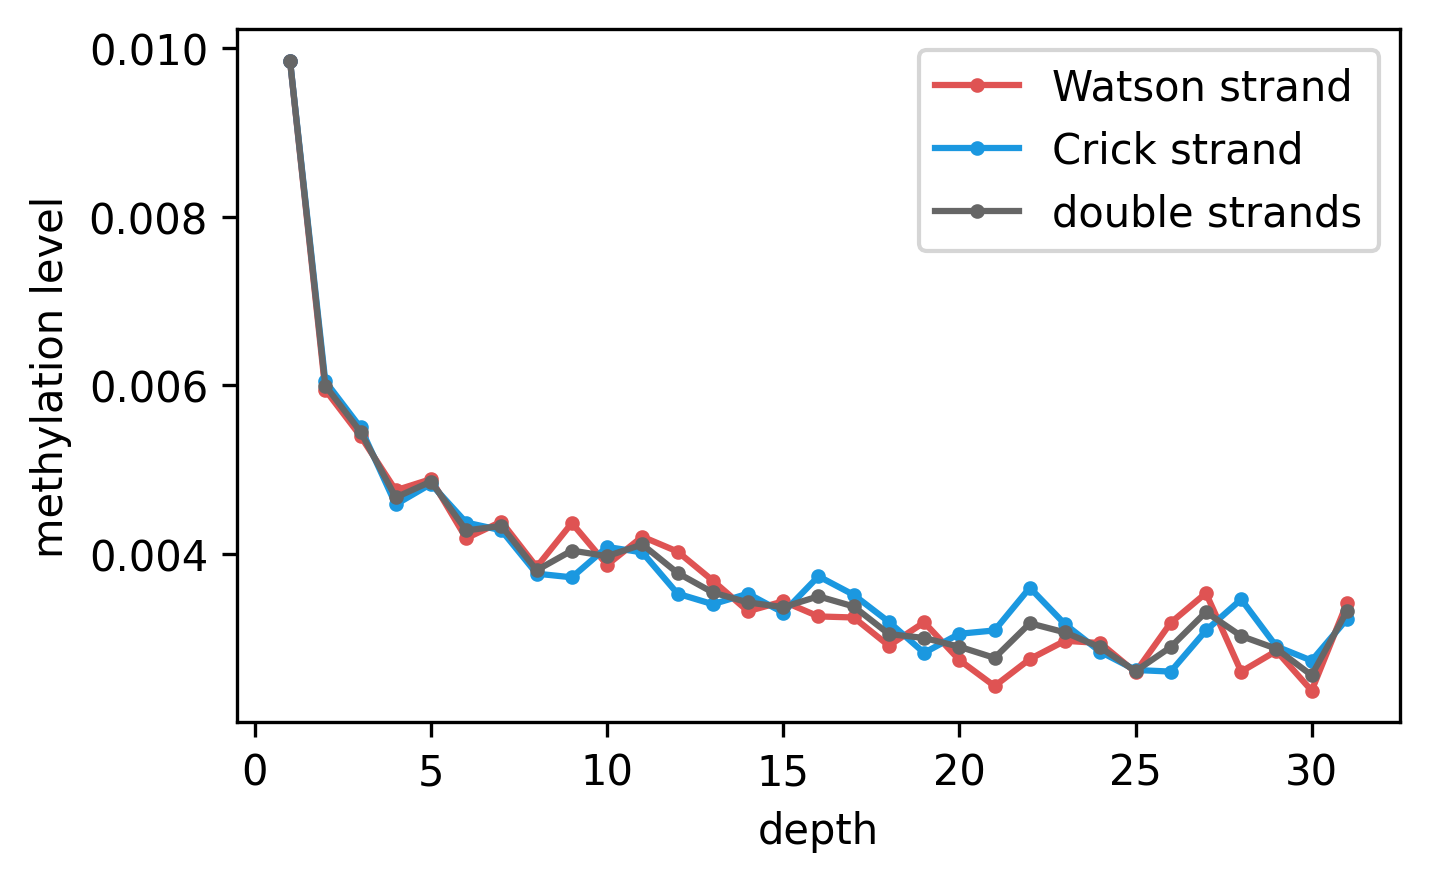 0.010
0.008
0.006
0.004
methylation level
Watson strand
Crick strand
double strands
0 5 10 15 20 25 30
depth